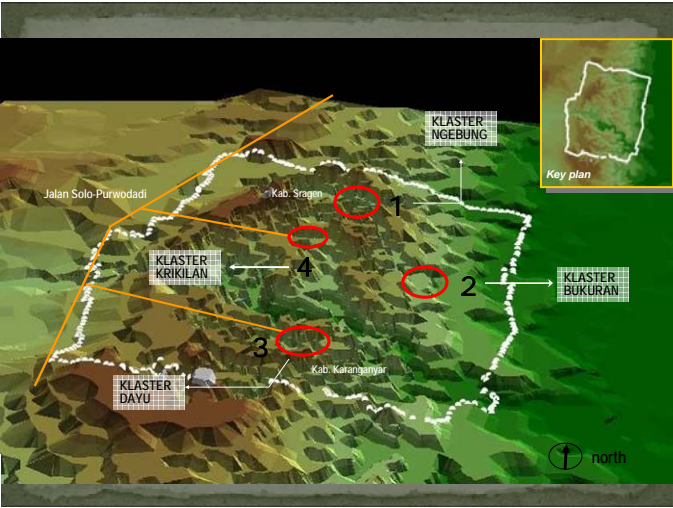 KLASTER
NGEBUNG
Key plan
Jalan Solo-Purwodadi
Kab. Sragen
1
KLASTER
KRIKILAN
4
2
KLASTER
BUKURAN
3
Kab. Karanganyar
KLASTER
DAYU
north